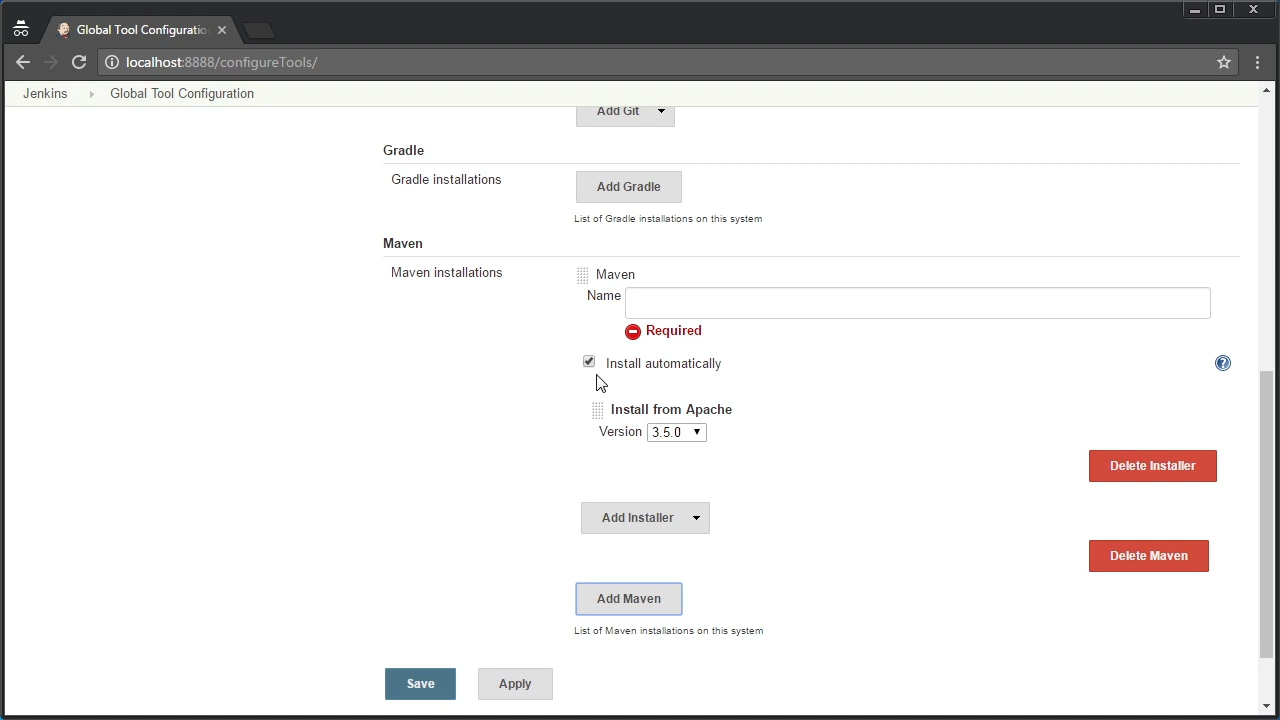 Global Tool Configuratio
localhost:8888/configureTools/
Jenkins Global Tool Configuration
Add Git
Gradle
Gradle installations
Add Gradle
List of Gradle installations on this system
Maven
Maven installations
Maven
Name
Required
Install automatically
Install from Apache
Version 3.5.0
Delete Installer
Add Installer
Delete Maven
Add Maven
List of Maven installations on this system
Save Apply